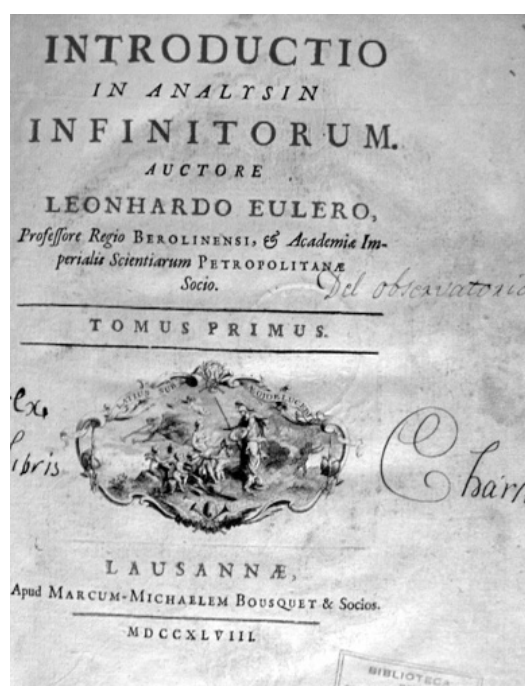 INTRODUCTIO
IN ANALYSIN
INFINITORUM.
AUCTORE
LEONHARDO EULERO,
Professore Regio BEROLINENSI, & Academiæ Im-
perialis Scientiarum PETROPOLITANÆ
Socio.
Del observatorio
TOMUS PRIMUS.
ex
libris
LAUSANNÆ,
Apud MARCUM-MICHAELEM BOUSQUET & Socios.
MDCCXLVIII.
BIBLIOTECA